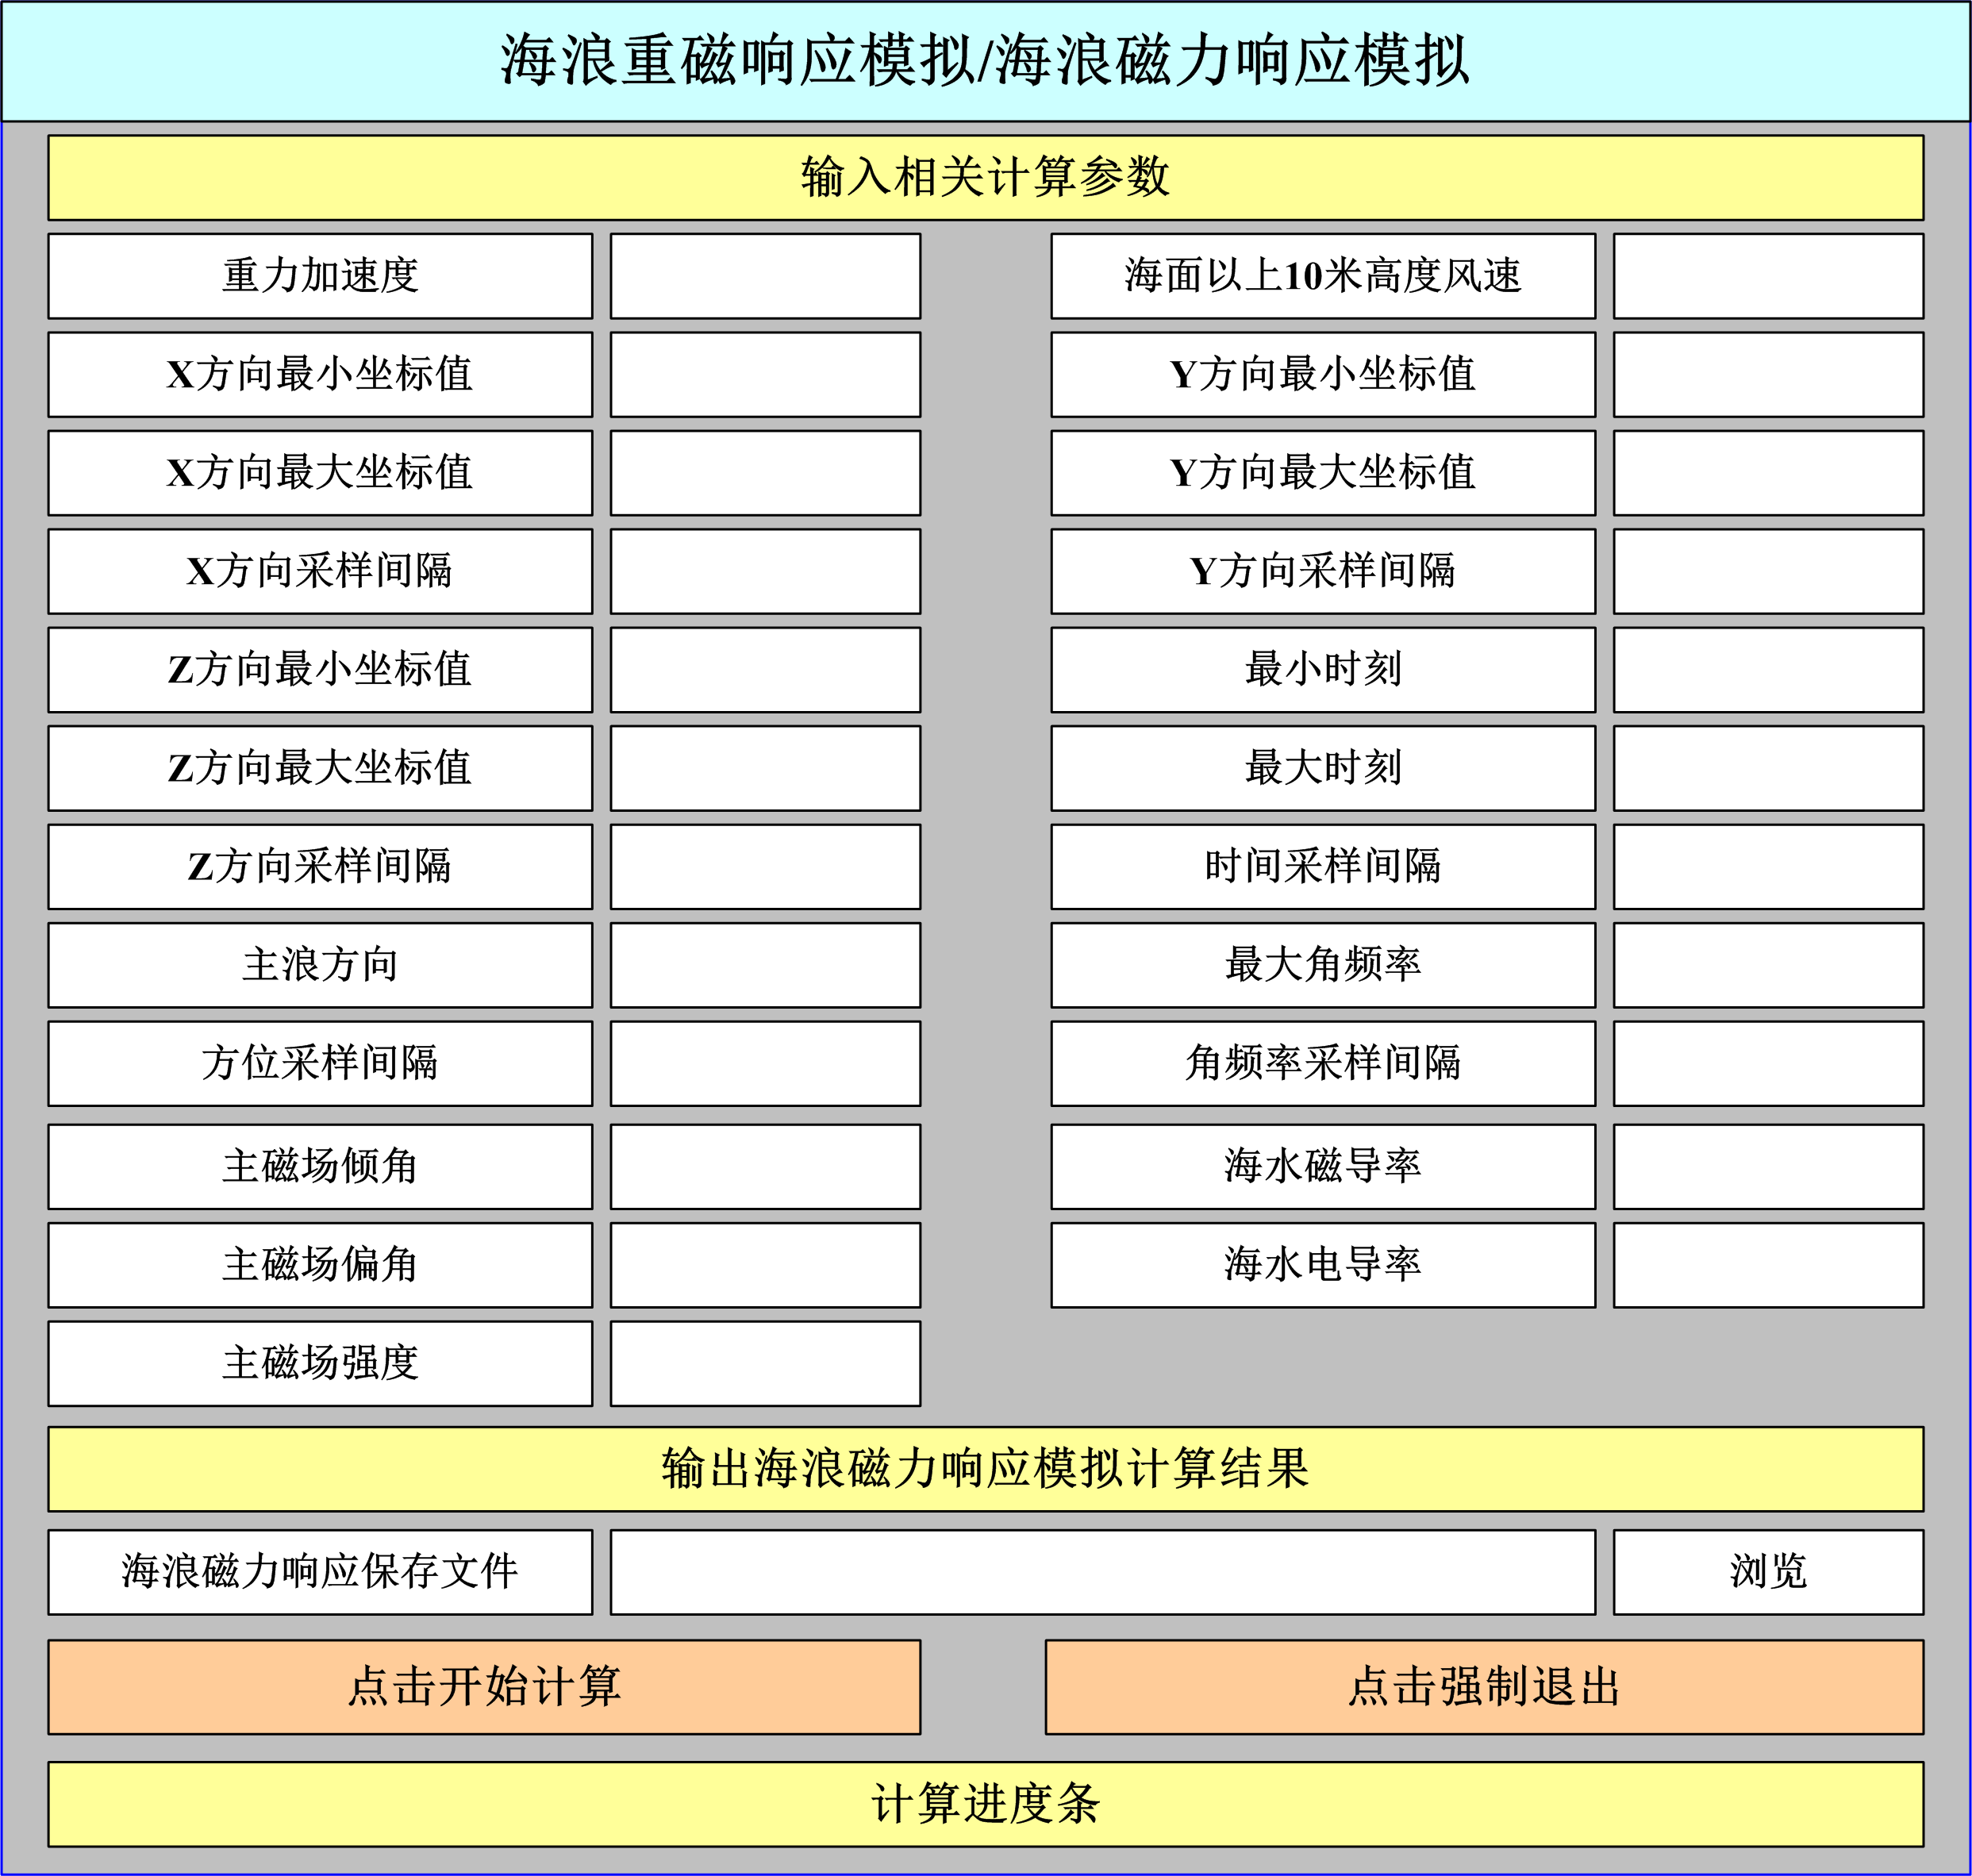 海浪重磁响应模拟/海浪磁力响应模拟
输入相关计算参数
重力加速度 海面以上10米高度风速
X方向最小坐标值 Y方向最小坐标值
X方向最大坐标值 Y方向最大坐标值
X方向采样间隔 Y方向采样间隔
Z方向最小坐标值 最小时刻
Z方向最大坐标值 最大时刻
Z方向采样间隔 时间采样间隔
主浪方向 最大角频率
方位采样间隔 角频率采样间隔
主磁场倾角 海水磁导率
主磁场偏角 海水电导率
主磁场强度
输出海浪磁力响应模拟计算结果
海浪磁力响应保存文件 浏览
点击开始计算 点击强制退出
计算进度条